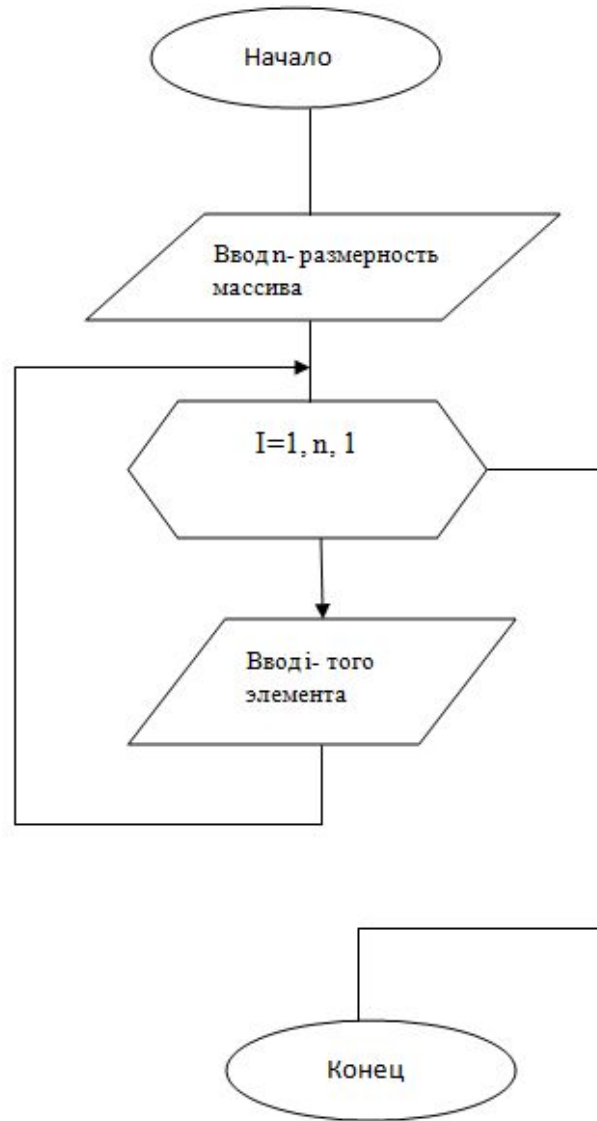 Начало
Ввод n- размерность
массива
I=1, n, 1
Ввод i- того
элемента
Конец